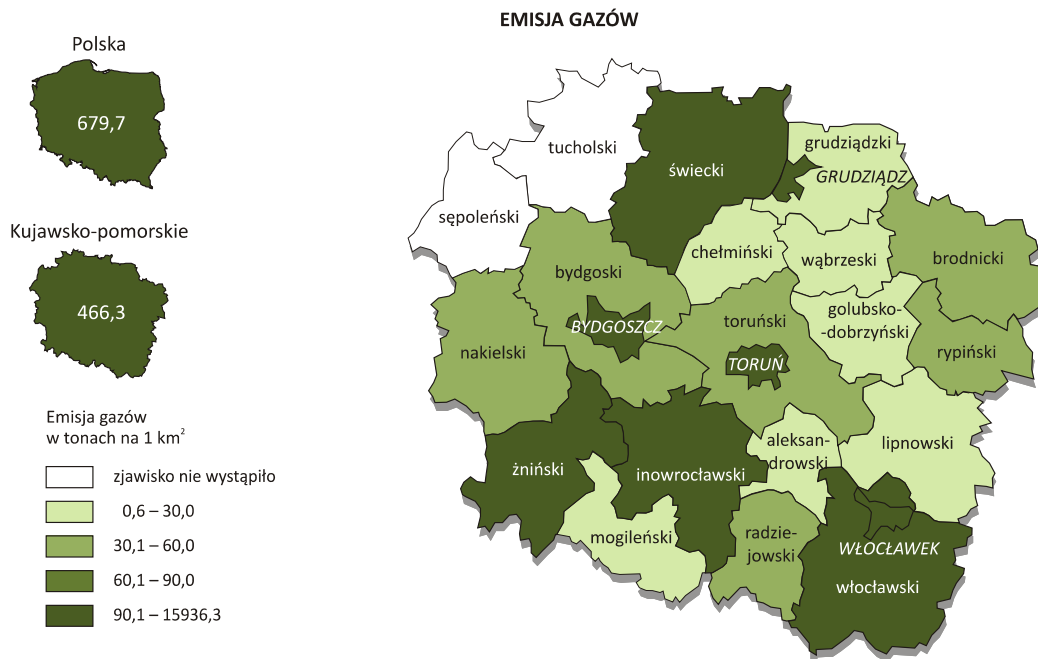 EMISJA GAZÓW
Polska
679,7
Kujawsko-pomorskie
466,3
Emisja gazów
w tonach na 1 km²
zjawisko nie wystąpiło
0,6 – 30,0
30,1 – 60,0
60,1 – 90,0
90,1 – 15936,3
tucholski
sępoleński
świecki
grudziądzki
GRUDZIĄDZ
chełmiński
wąbrzeski
brodnicki
bydgoski
BYDGOSZCZ
nakielski
toruński
TORUŃ
golubsko-
-dobrzyński
rypiński
żniński
inowrocławski
aleksan-
drowski
lipnowski
mogileński
radzie-
jowski
WŁOCŁAWEK
włocławski